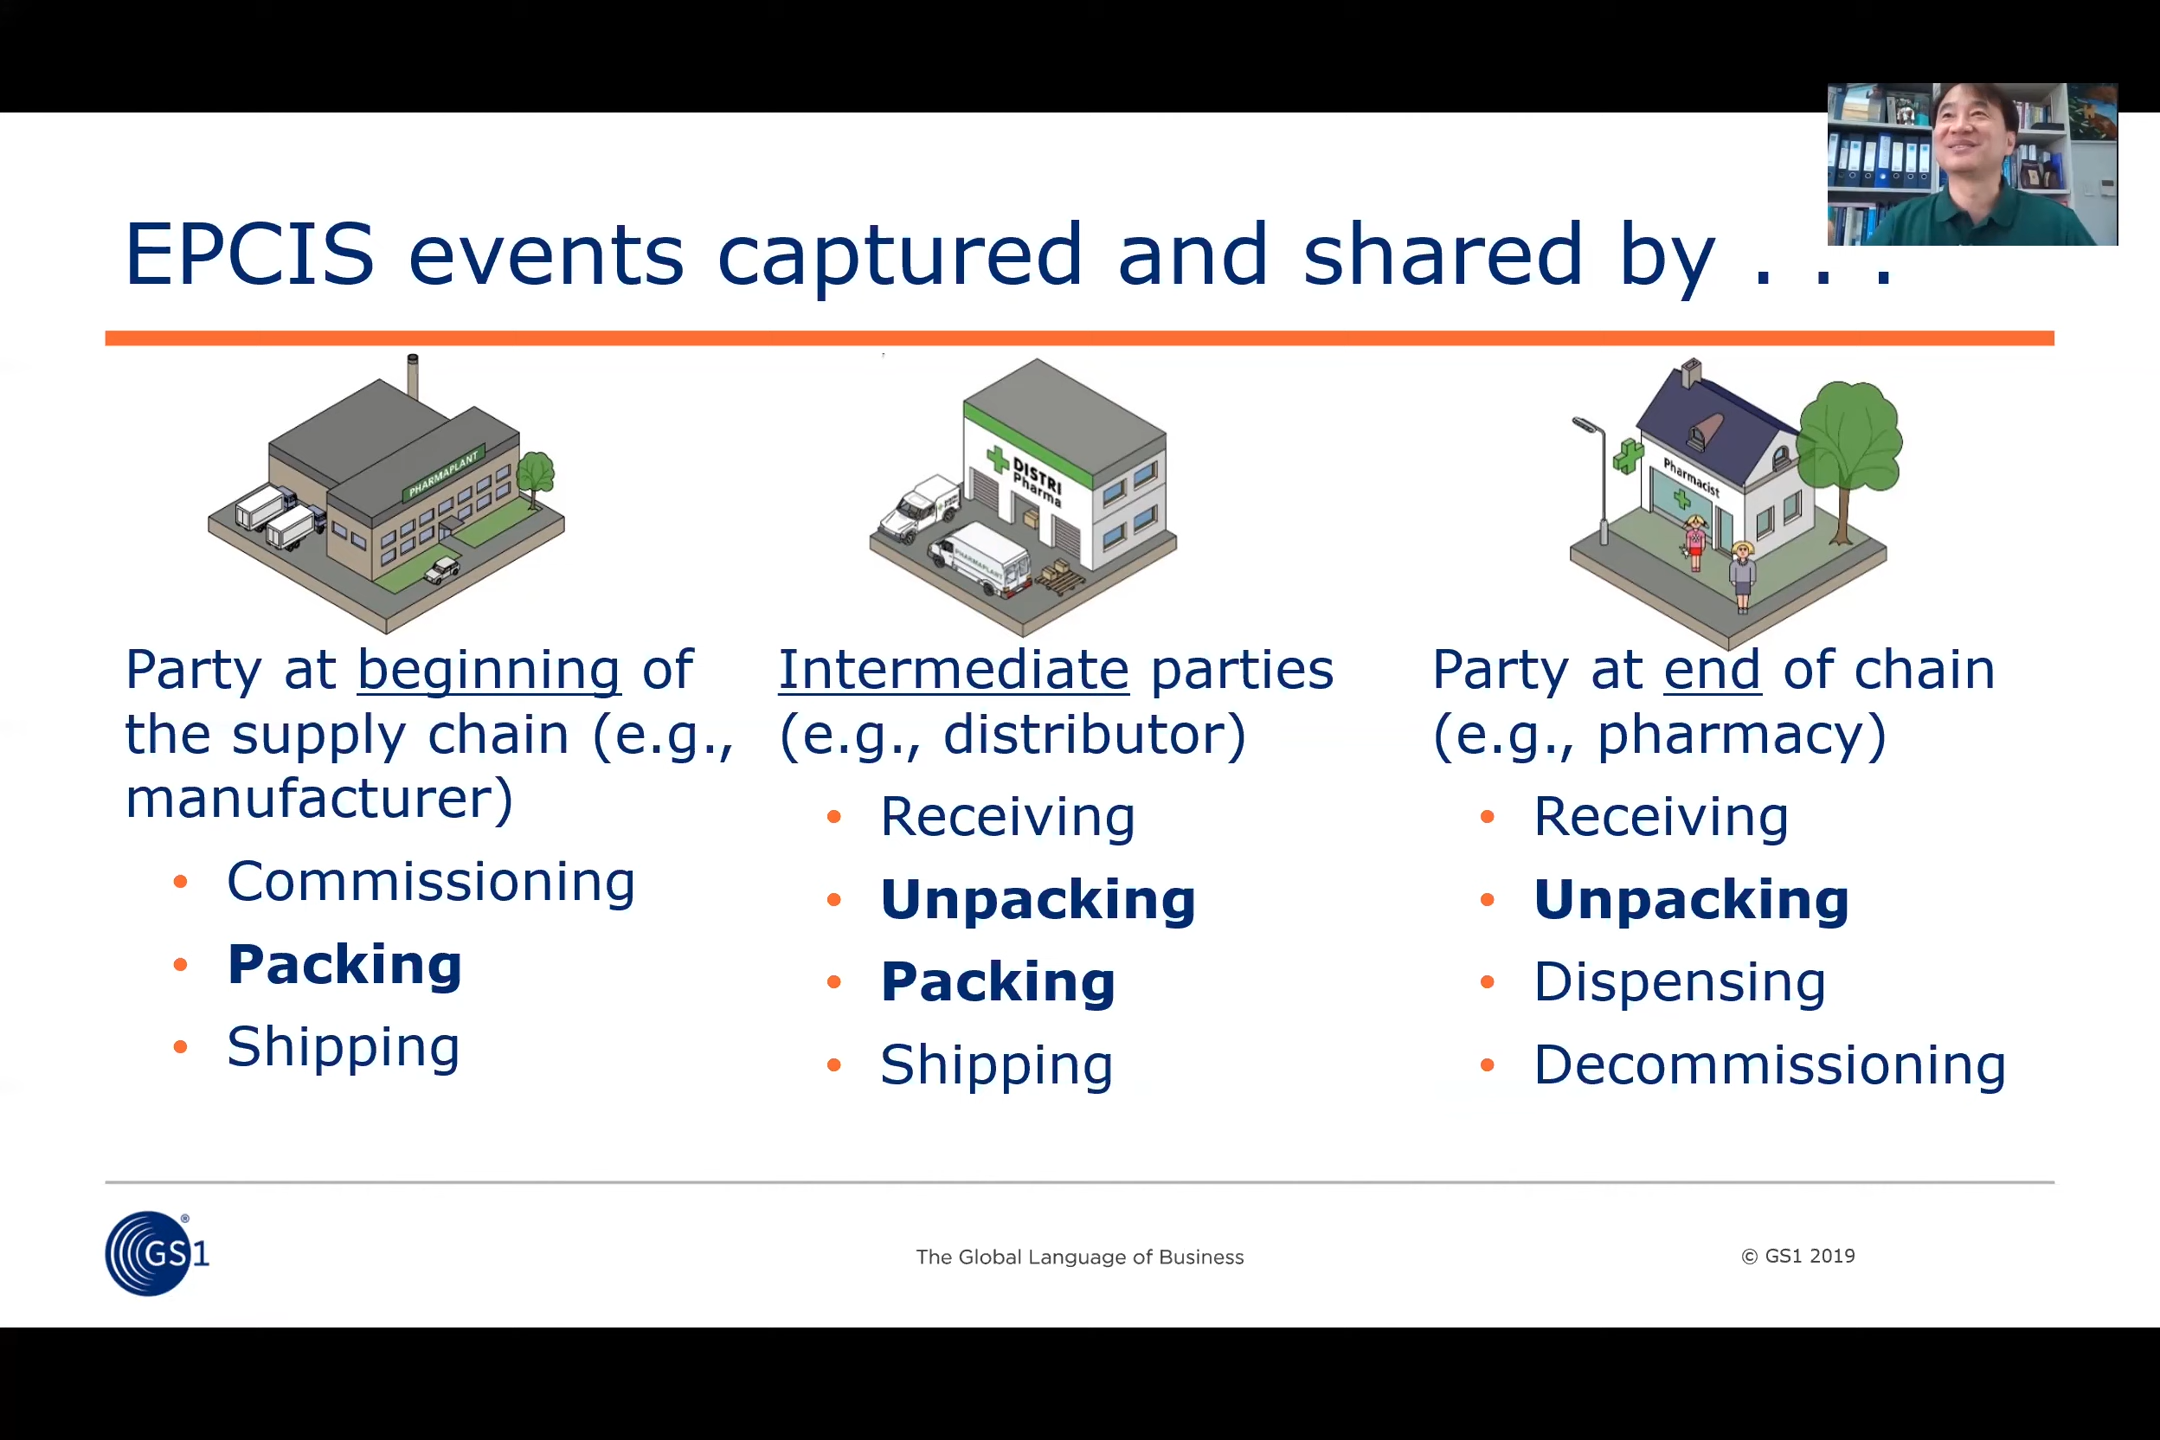 EPCIS events captured and shared by . . .
PHARMAPLANT
DISTRI
Pharma
PHARMAPLANT
Pharmacist
Party at beginning of
the supply chain (e.g.,
manufacturer)
• Commissioning
• Packing
• Shipping
Intermediate parties
(e.g., distributor)
• Receiving
• Unpacking
• Packing
• Shipping
Party at end of chain
(e.g., pharmacy)
• Receiving
• Unpacking
• Dispensing
• Decommissioning
GS1®
The Global Language of Business
© GS1 2019